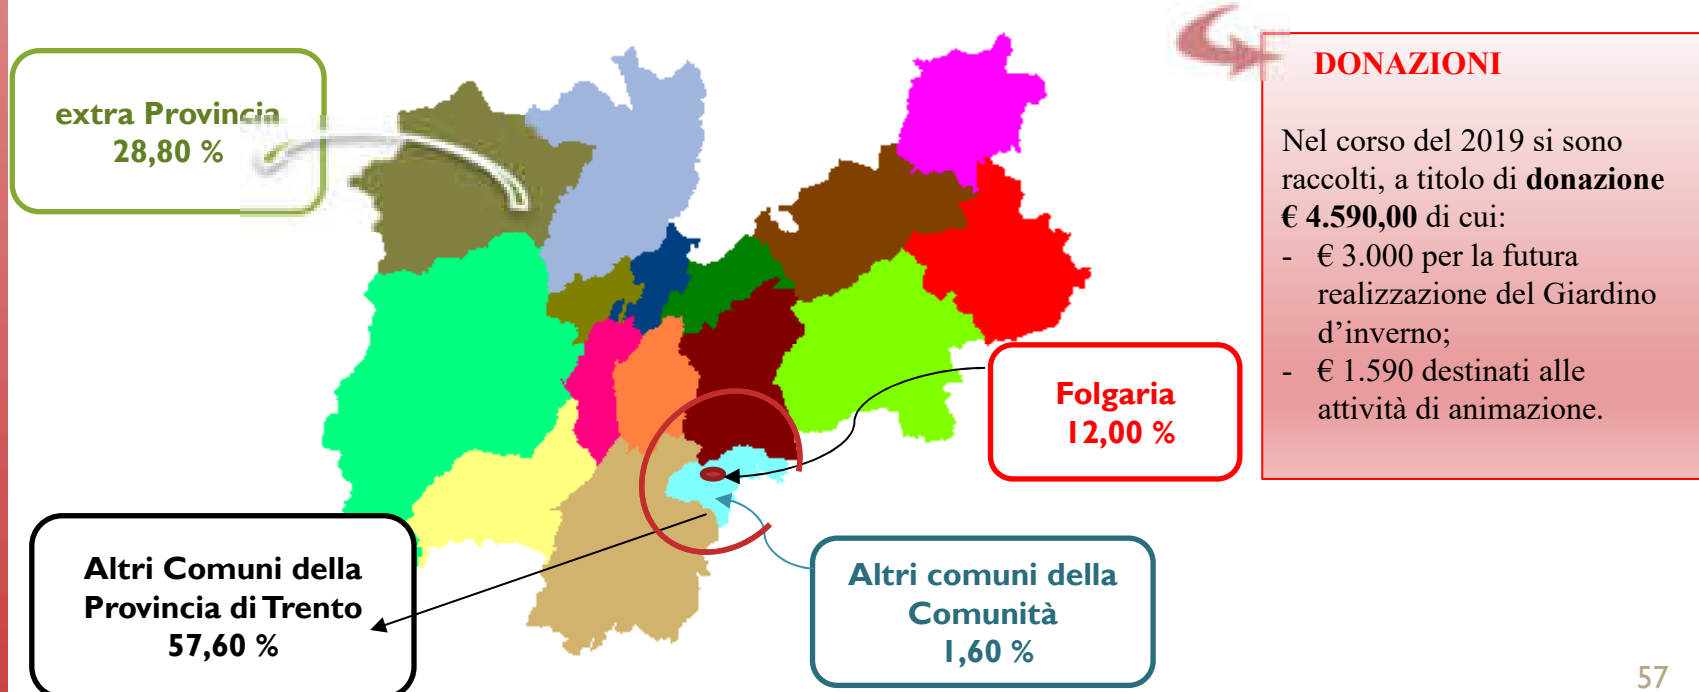 extra Provincia
28,80 %
DONAZIONI
Nel corso del 2019 si sono
raccolti, a titolo di donazione
€ 4.590,00 di cui:
- € 3.000 per la futura
realizzazione del Giardino
d’inverno;
- € 1.590 destinati alle
attività di animazione.
Folgaria
12,00 %
Altri Comuni della
Provincia di Trento
57,60 %
Altri comuni della
Comunità
1,60 %
57